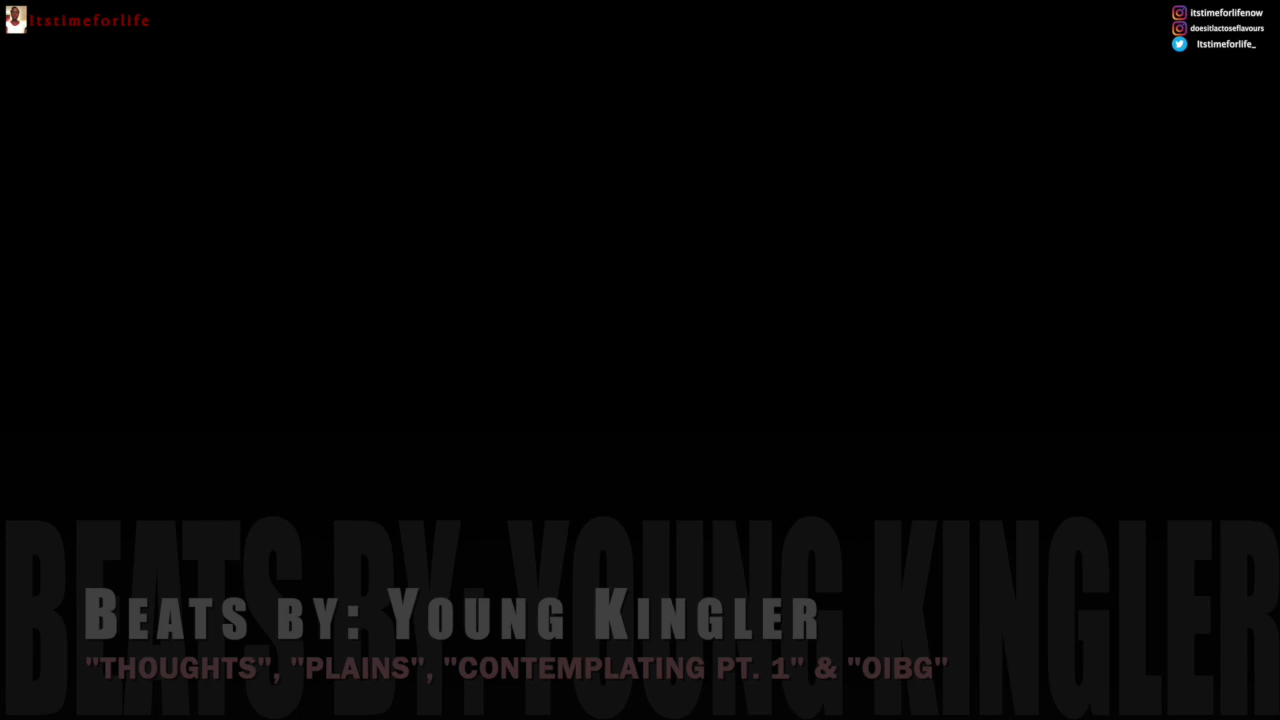 Itstimeforlife
itstimeforlifenow
doesitlactoseflavours
Itstimeforlife_
BEATS BY: YOUNG KINGLER
BEATS BY: YOUNG KINGLER
"THOUGHTS", "PLAINS", "CONTEMPLATING PT. 1" & "OIBG"